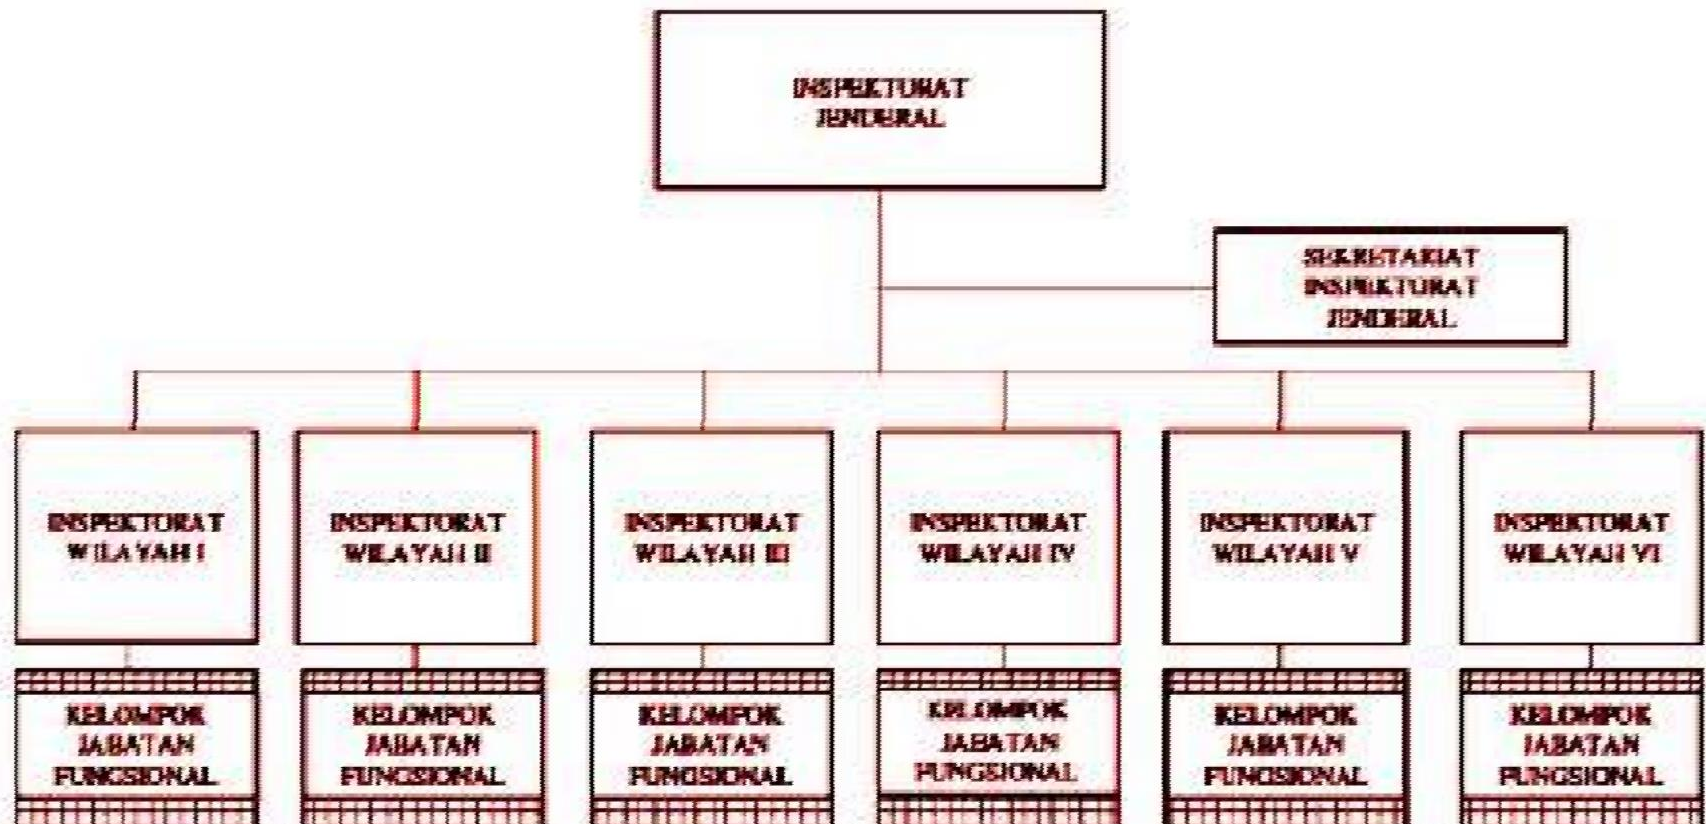 INSPEKTORAT
JENDERAL
SEKRETARIAT
INSPEKTORAT
JENDERAL
INSPEKTORAT
WILAYAH I
INSPEKTORAT
WILAYAH II
INSPEKTORAT
WILAYAH III
INSPEKTORAT
WILAYAH IV
INSPEKTORAT
WILAYAH V
INSPEKTORAT
WILAYAH VI
KELOMPOK
JABATAN
FUNGSIONAL
KELOMPOK
JABATAN
FUNGSIONAL
KELOMPOK
JABATAN
FUNGSIONAL
KELOMPOK
JABATAN
FUNGSIONAL
KELOMPOK
JABATAN
FUNGSIONAL
KELOMPOK
JABATAN
FUNGSIONAL